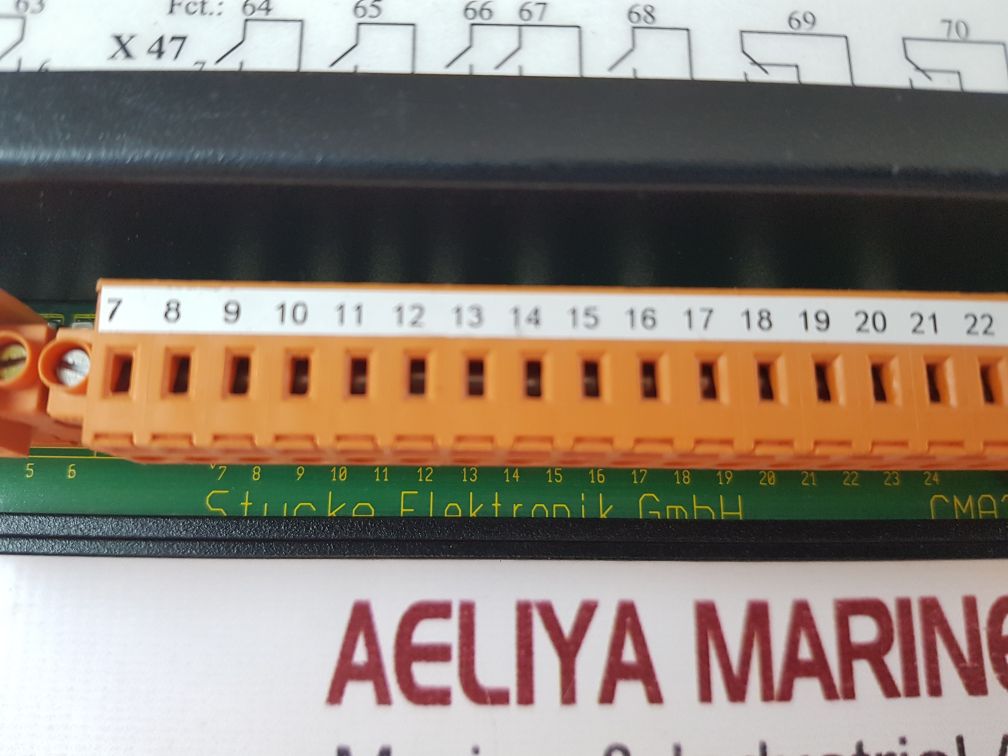 63 Fct.: 64 65 66 67 68 69 70
X 47
7 8 9 10 11 12 13 14 15 16 17 18 19 20 21 22
5 6 7 8 9 10 11 12 13 14 15 16 17 18 19 20 21 22 23 24
Stucke Elektronik GmbH CMA
AELIYA MARINE